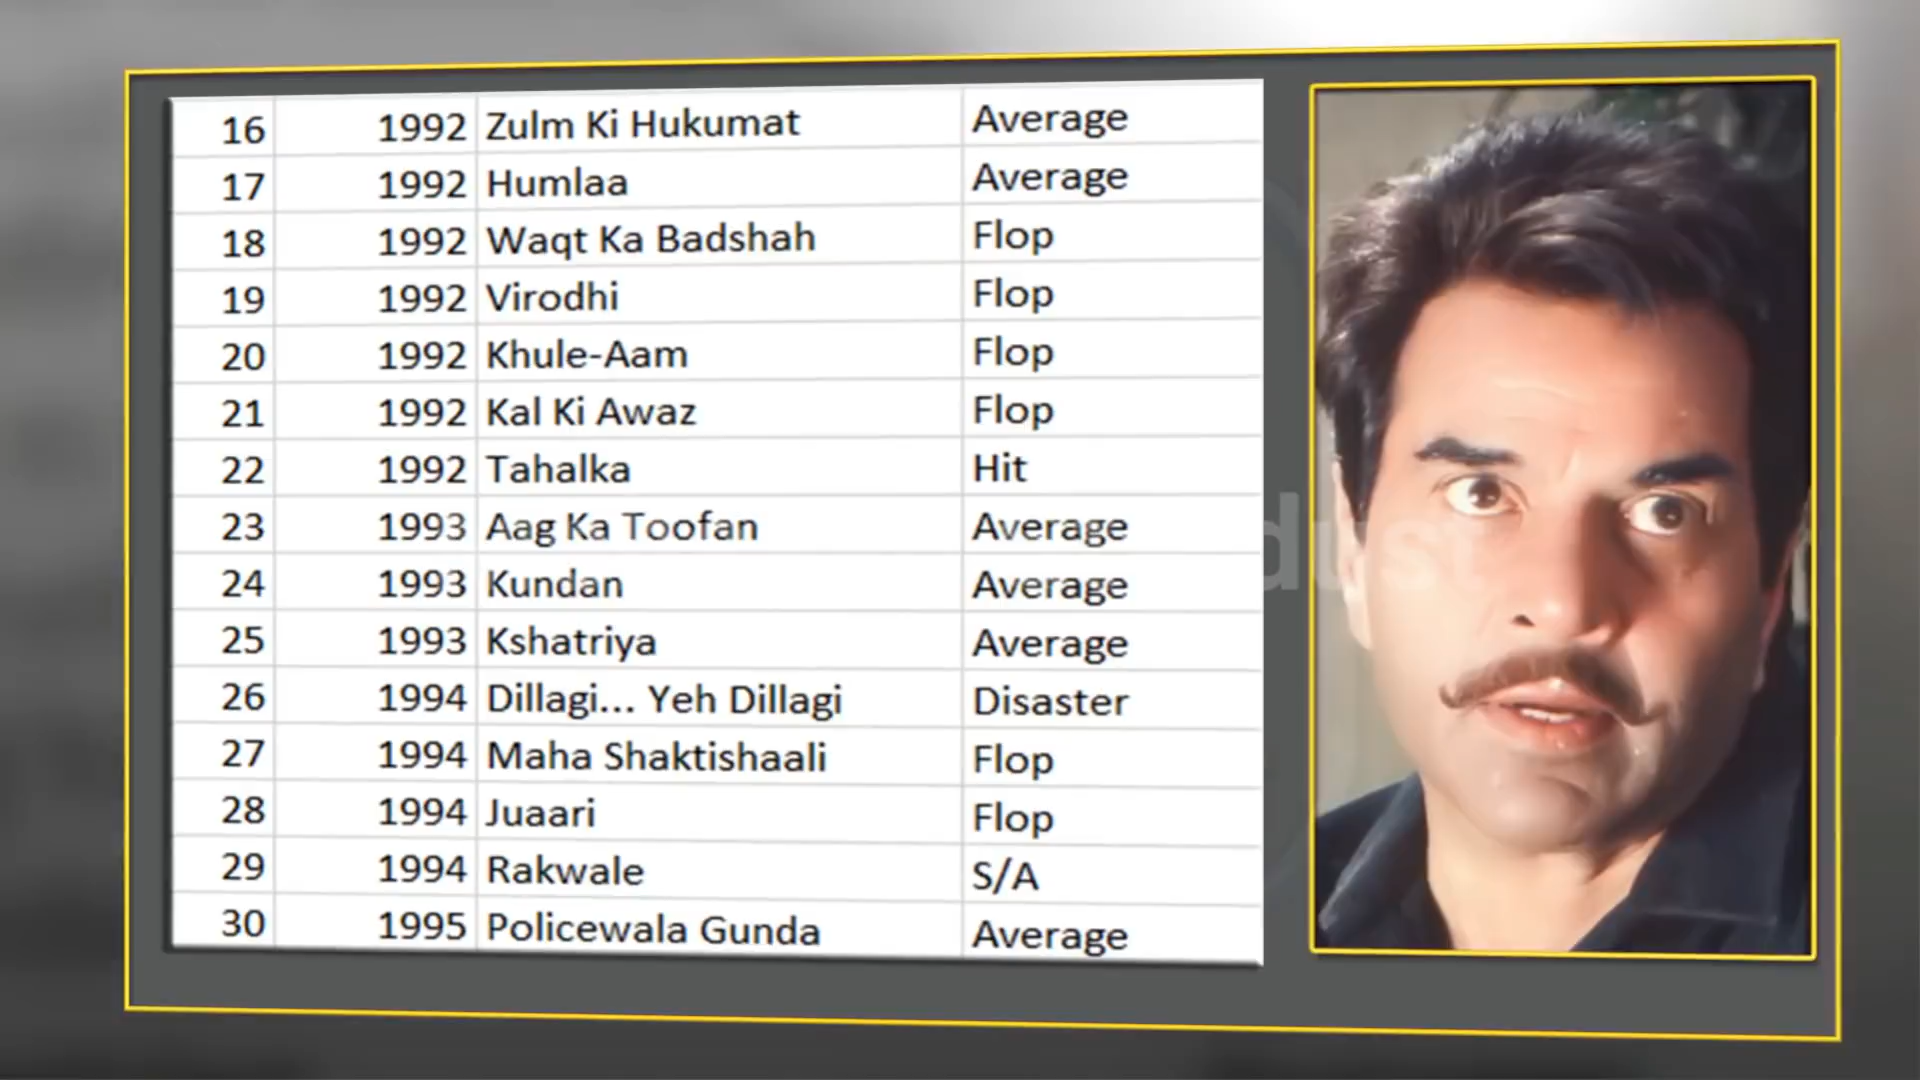 16 1992 Zulm Ki Hukumat Average
17 1992 Humlaa Average
18 1992 Waqt Ka Badshah Flop
19 1992 Virodhi Flop
20 1992 Khule-Aam Flop
21 1992 Kal Ki Awaz Flop
22 1992 Tahalka Hit
23 1993 Aag Ka Toofan Average
24 1993 Kundan Average
25 1993 Kshatriya Average
26 1994 Dillagi... Yeh Dillagi Disaster
27 1994 Maha Shaktishaali Flop
28 1994 Juaari Flop
29 1994 Rakwale S/A
30 1995 Policewala Gunda Average